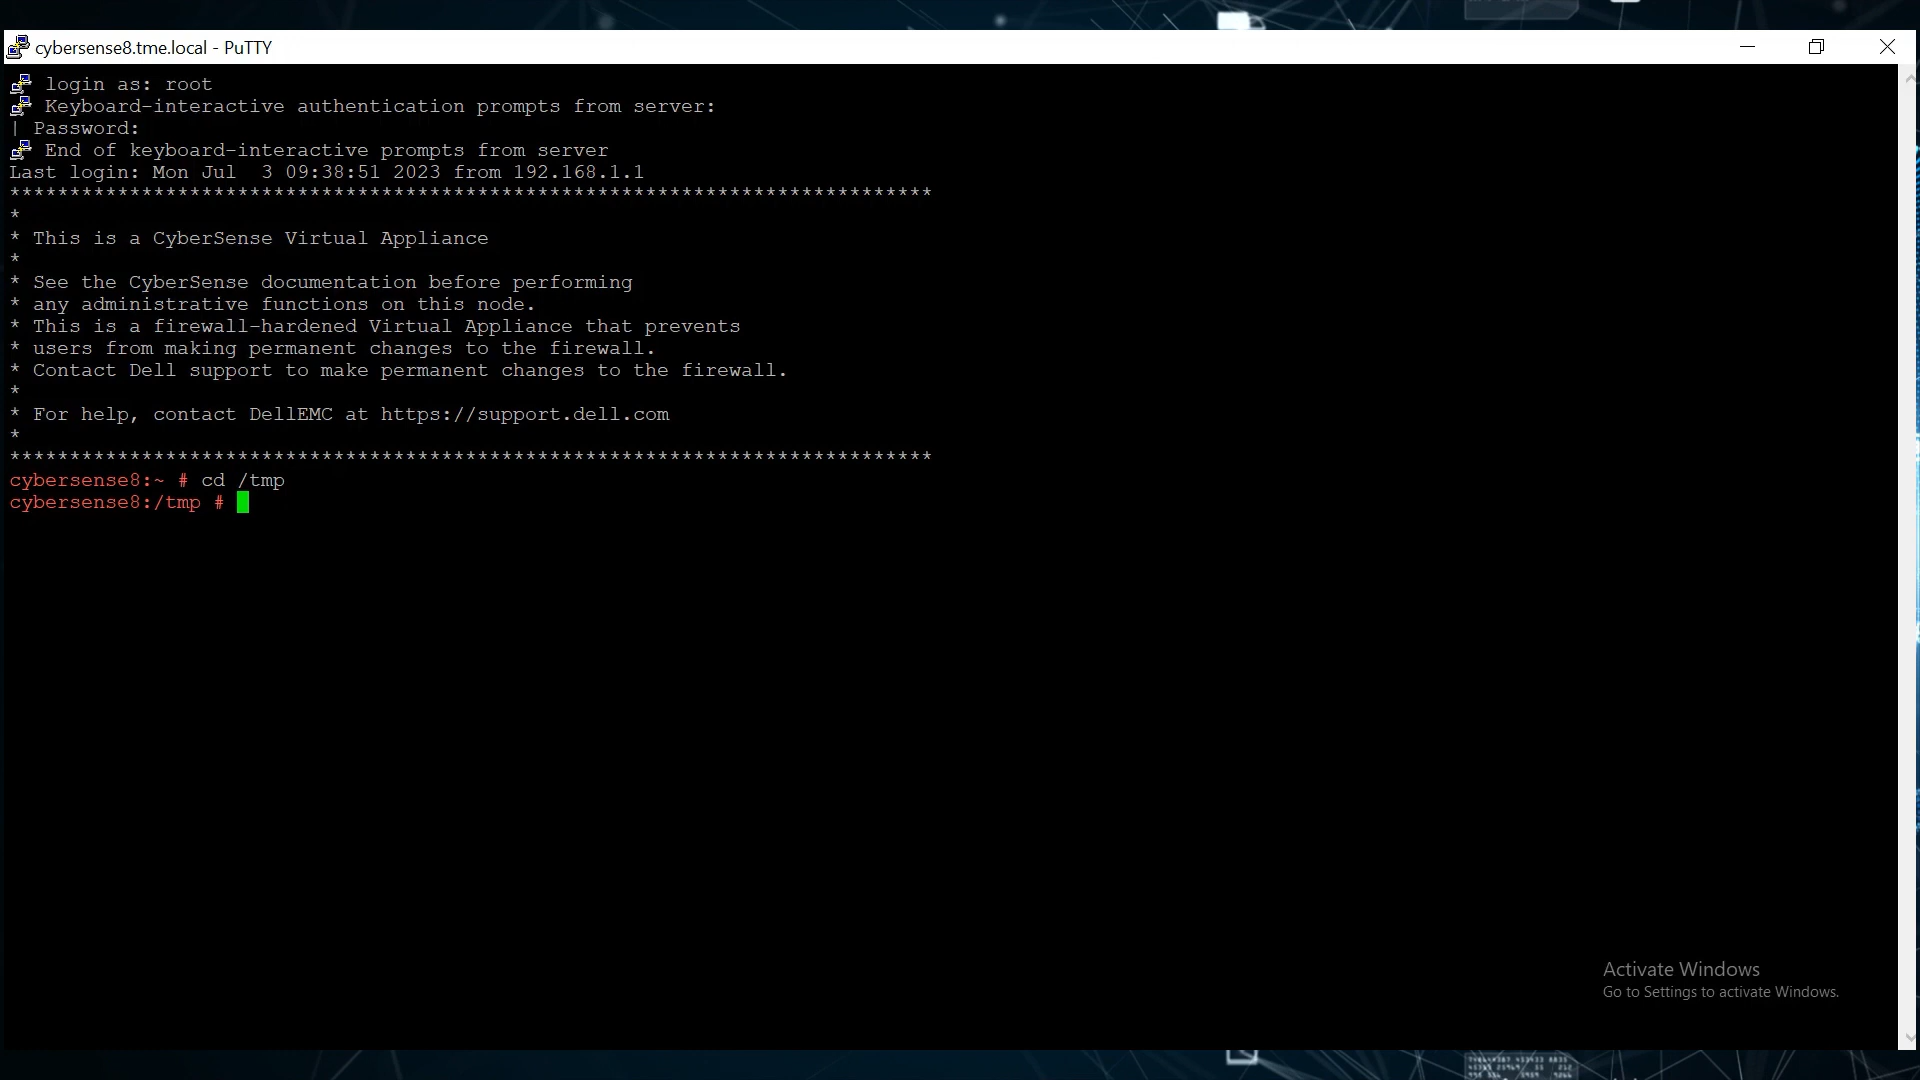 cybersense8.tme.local - PuTTY
login as: root
Keyboard-interactive authentication prompts from server:
| Password:
End of keyboard-interactive prompts from server
Last login: Mon Jul  3 09:38:51 2023 from 192.168.1.1
*****************************************************************************
*
* This is a CyberSense Virtual Appliance
*
* See the CyberSense documentation before performing
* any administrative functions on this node.
* This is a firewall-hardened Virtual Appliance that prevents
* users from making permanent changes to the firewall.
* Contact Dell support to make permanent changes to the firewall.
*
* For help, contact DellEMC at https://support.dell.com
*
*****************************************************************************
cybersense8:~ # cd /tmp
cybersense8:/tmp #
Activate Windows
Go to Settings to activate Windows.